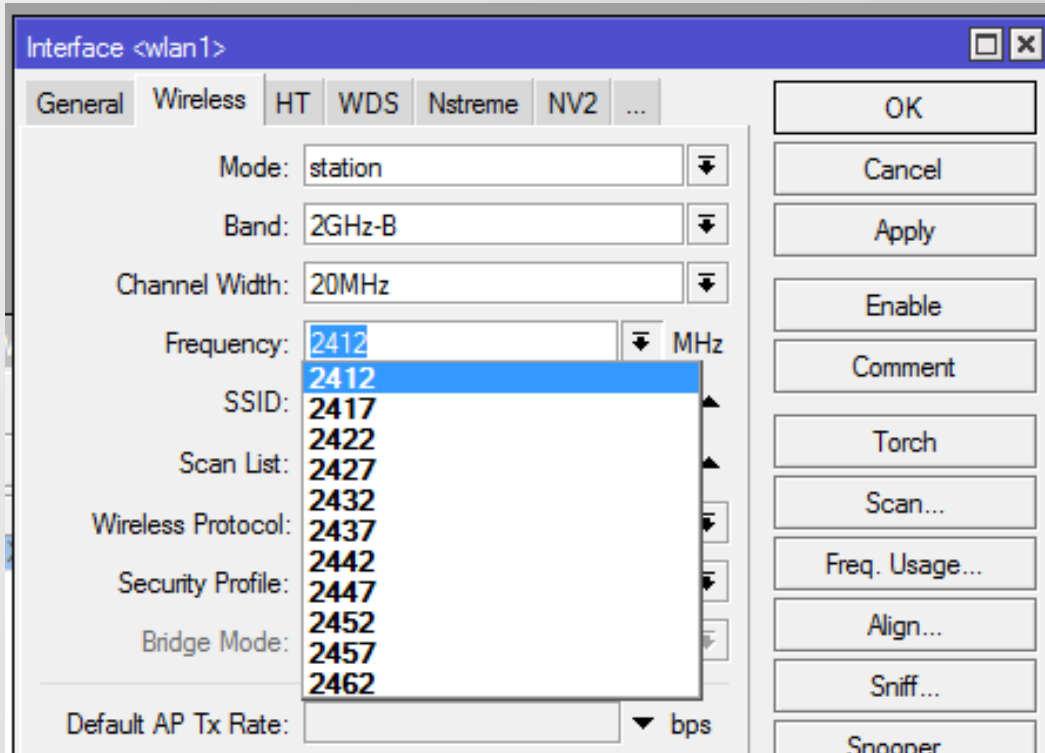 Interface <wlan1>
General Wireless HT WDS Nstreme NV2 ...
Mode: station
Band: 2GHz-B
Channel Width: 20MHz
Frequency: 2412 MHz
2412
2417
2422
2427
2432
2437
2442
2447
2452
2457
2462
SSID:
Scan List:
Wireless Protocol:
Security Profile:
Bridge Mode:
Default AP Tx Rate: bps
OK
Cancel
Apply
Enable
Comment
Torch
Scan...
Freq. Usage...
Align...
Sniff...
Snooper